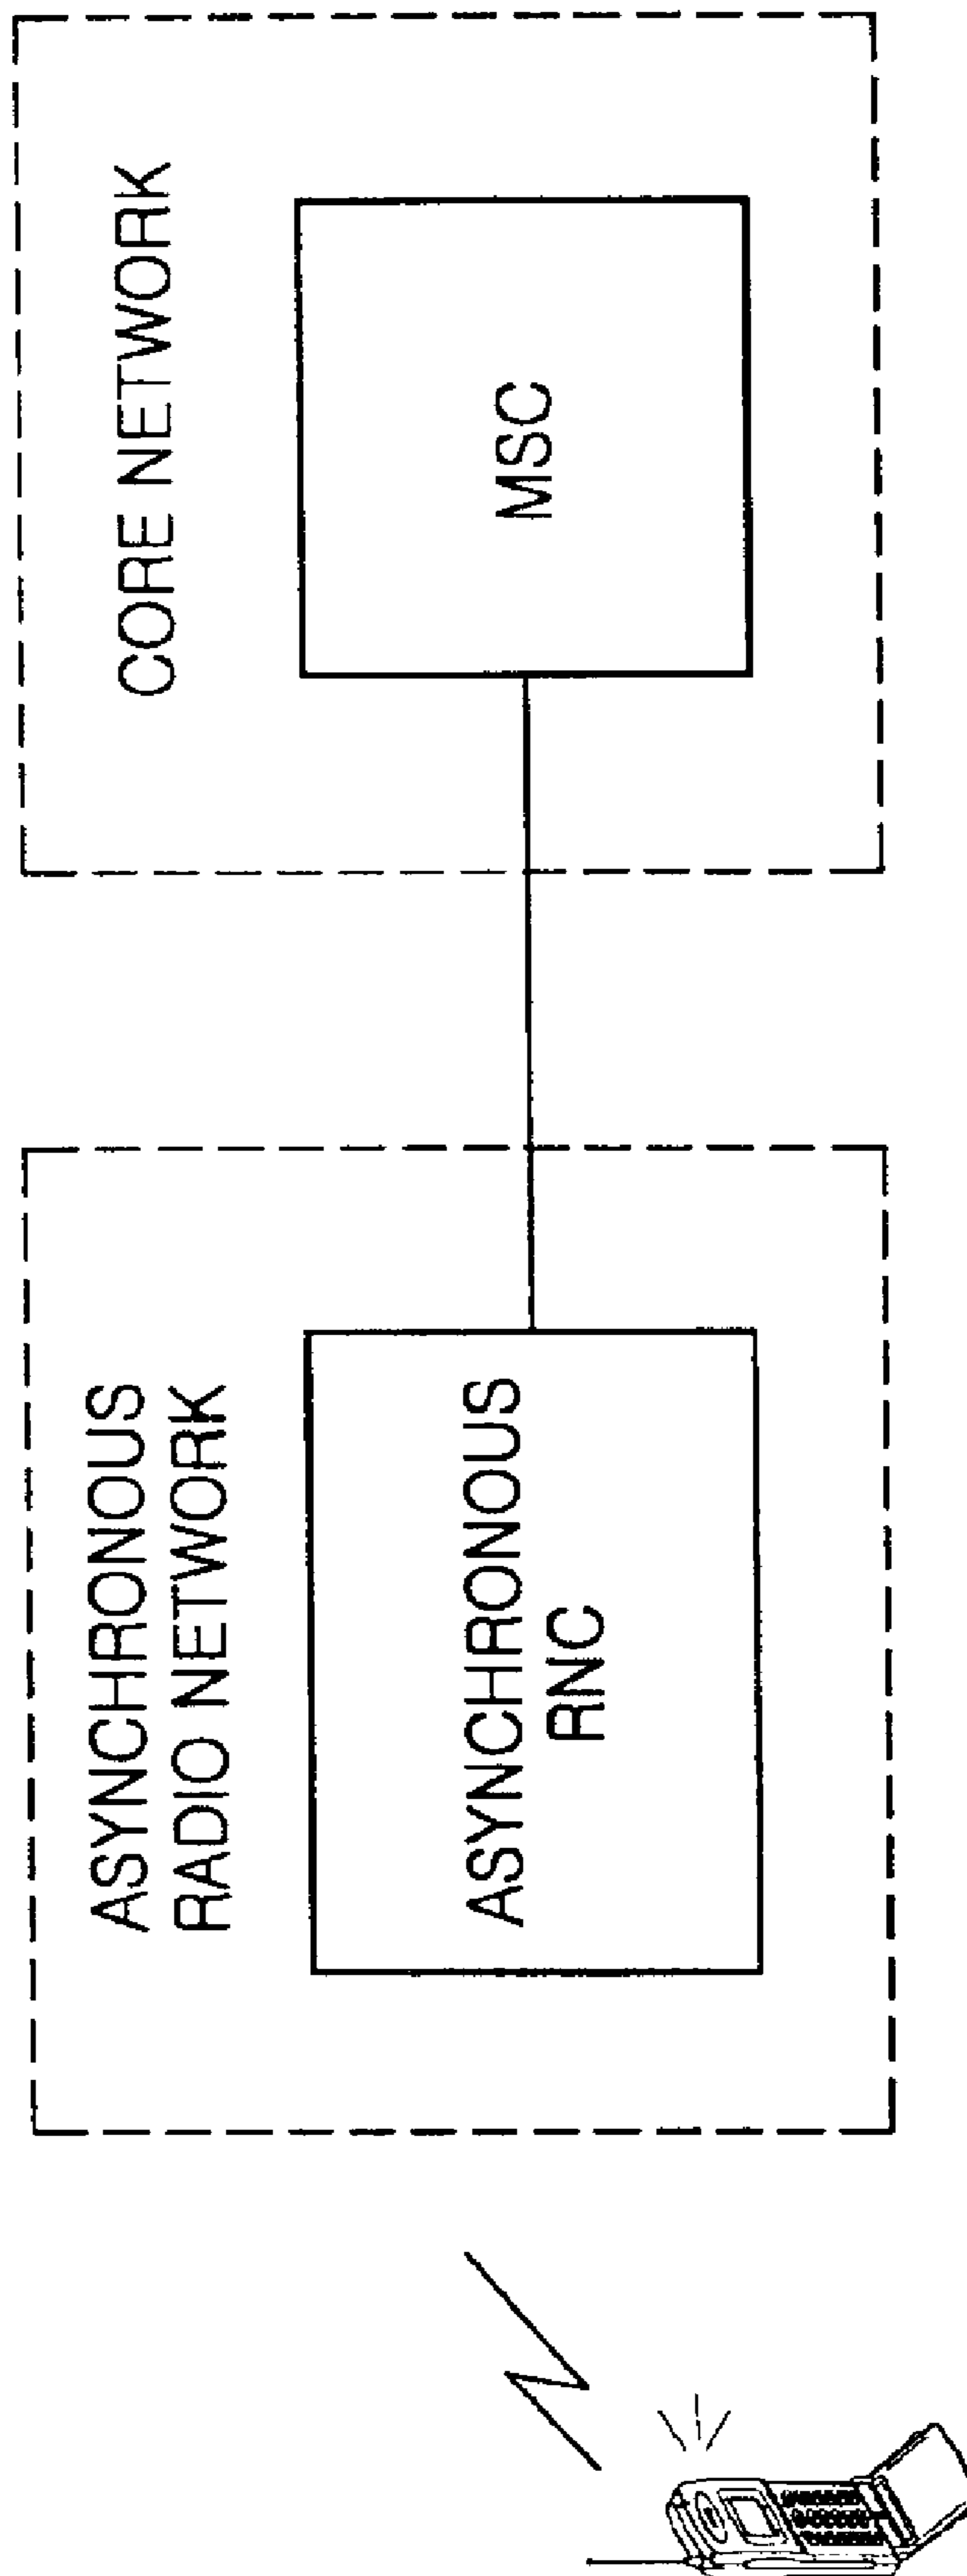 ASYNCHRONOUS
RADIO NETWORK
ASYNCHRONOUS
RNC
CORE NETWORK
MSC